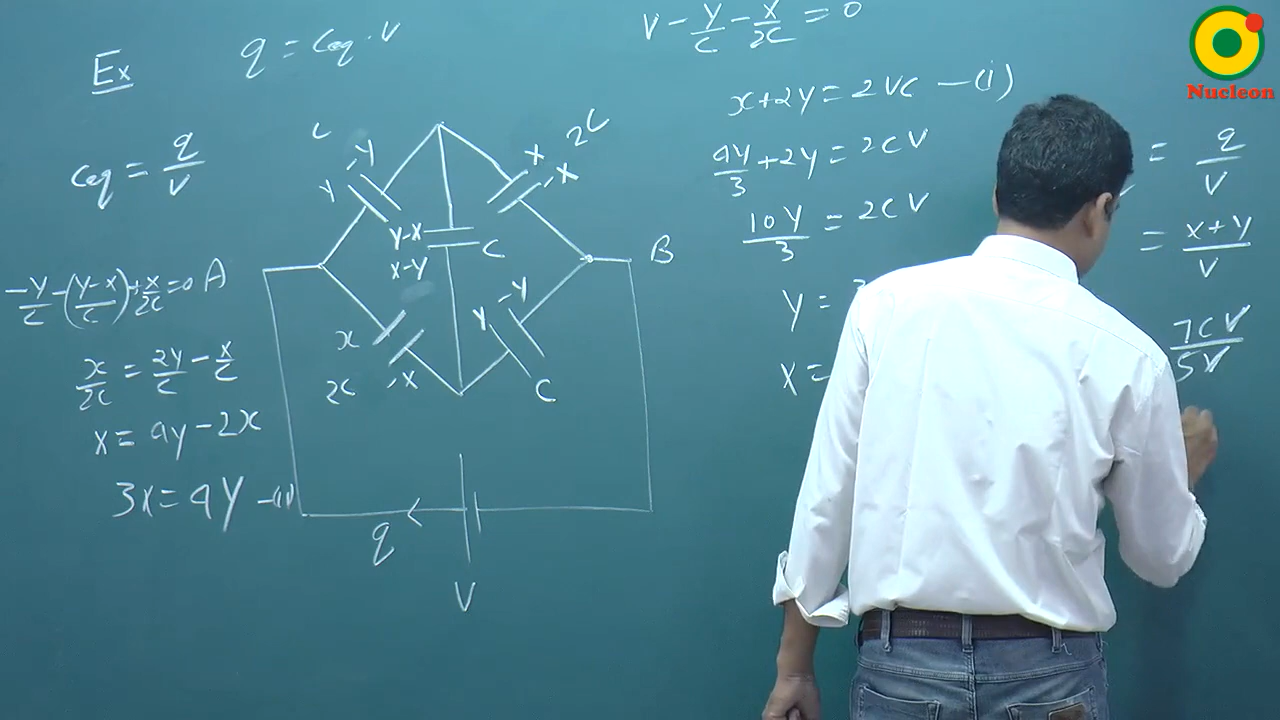 Ex
q = Ceq . V
Ceq = q/V
-Y/C - (Y-X/C) + X/2C = 0
x/2C = 2Y/C - X/C
x = 4y - 2x
3x = 4Y - (ii)
C
-Y
Y
X
-X
2C
Y-X
X-Y
C
A
B
x
2C
-X
Y
-Y
C
q
V
V - Y/C - X/2C = 0
x + 2Y = 2VC - (i)
4Y/3 + 2Y = 2CV
10Y/3 = 2CV
Y =
X =
= q/V
= X+Y/V
7CV/5V
Nucleon